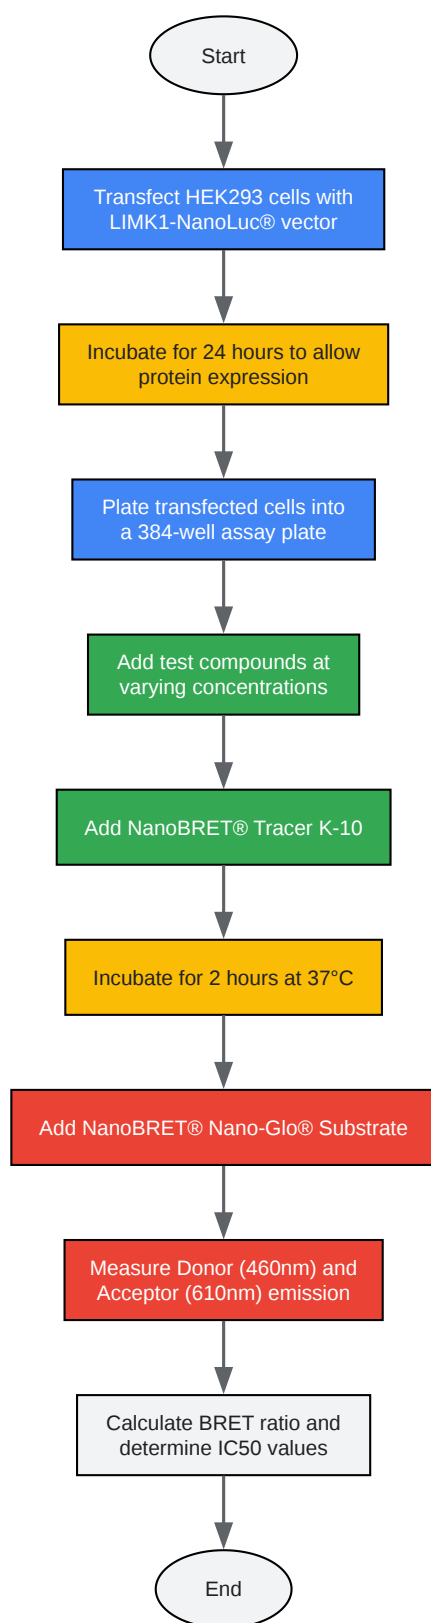 Start
Transfect HEK293 cells with
LIMK1-NanoLuc® vector
Incubate for 24 hours to allow
protein expression
Plate transfected cells into
a 384-well assay plate
Add test compounds at
varying concentrations
Add NanoBRET® Tracer K-10
Incubate for 2 hours at 37°C
Add NanoBRET® Nano-Glo® Substrate
Measure Donor (460nm) and
Acceptor (610nm) emission
Calculate BRET ratio and
determine IC50 values
End